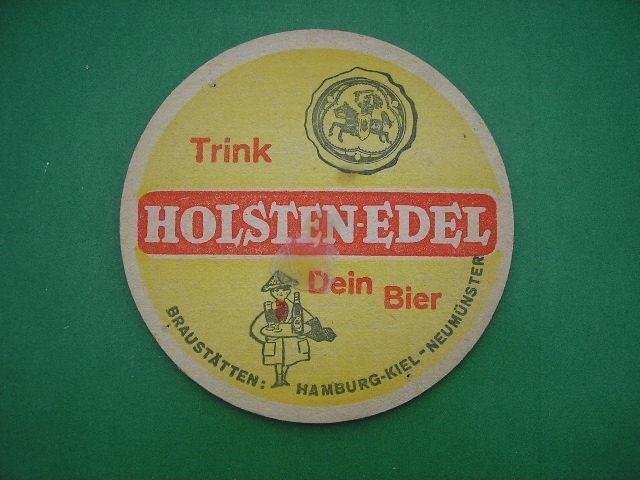 Trink
HOLSTEN-EDEL
Dein Bier
BRAUSTÄTTEN: HAMBURG-KIEL-NEUMÜNSTER